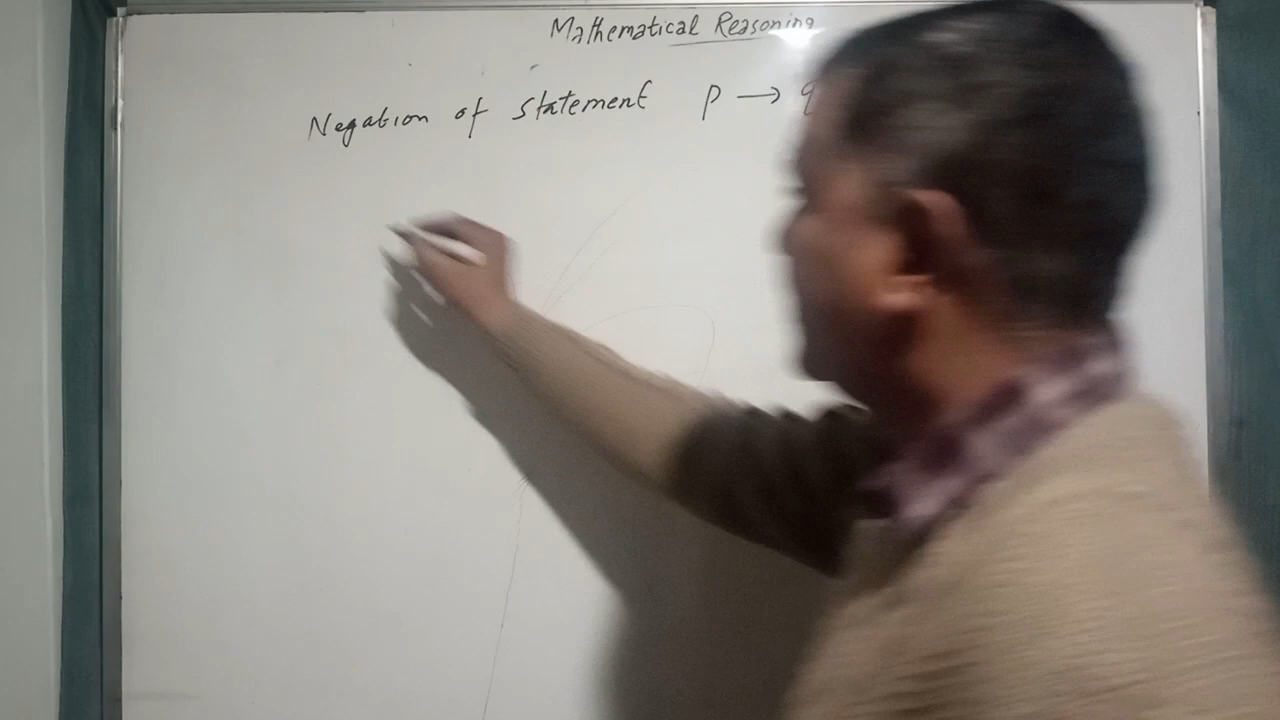 Mathematical Reasoning
Negation of statement p → q